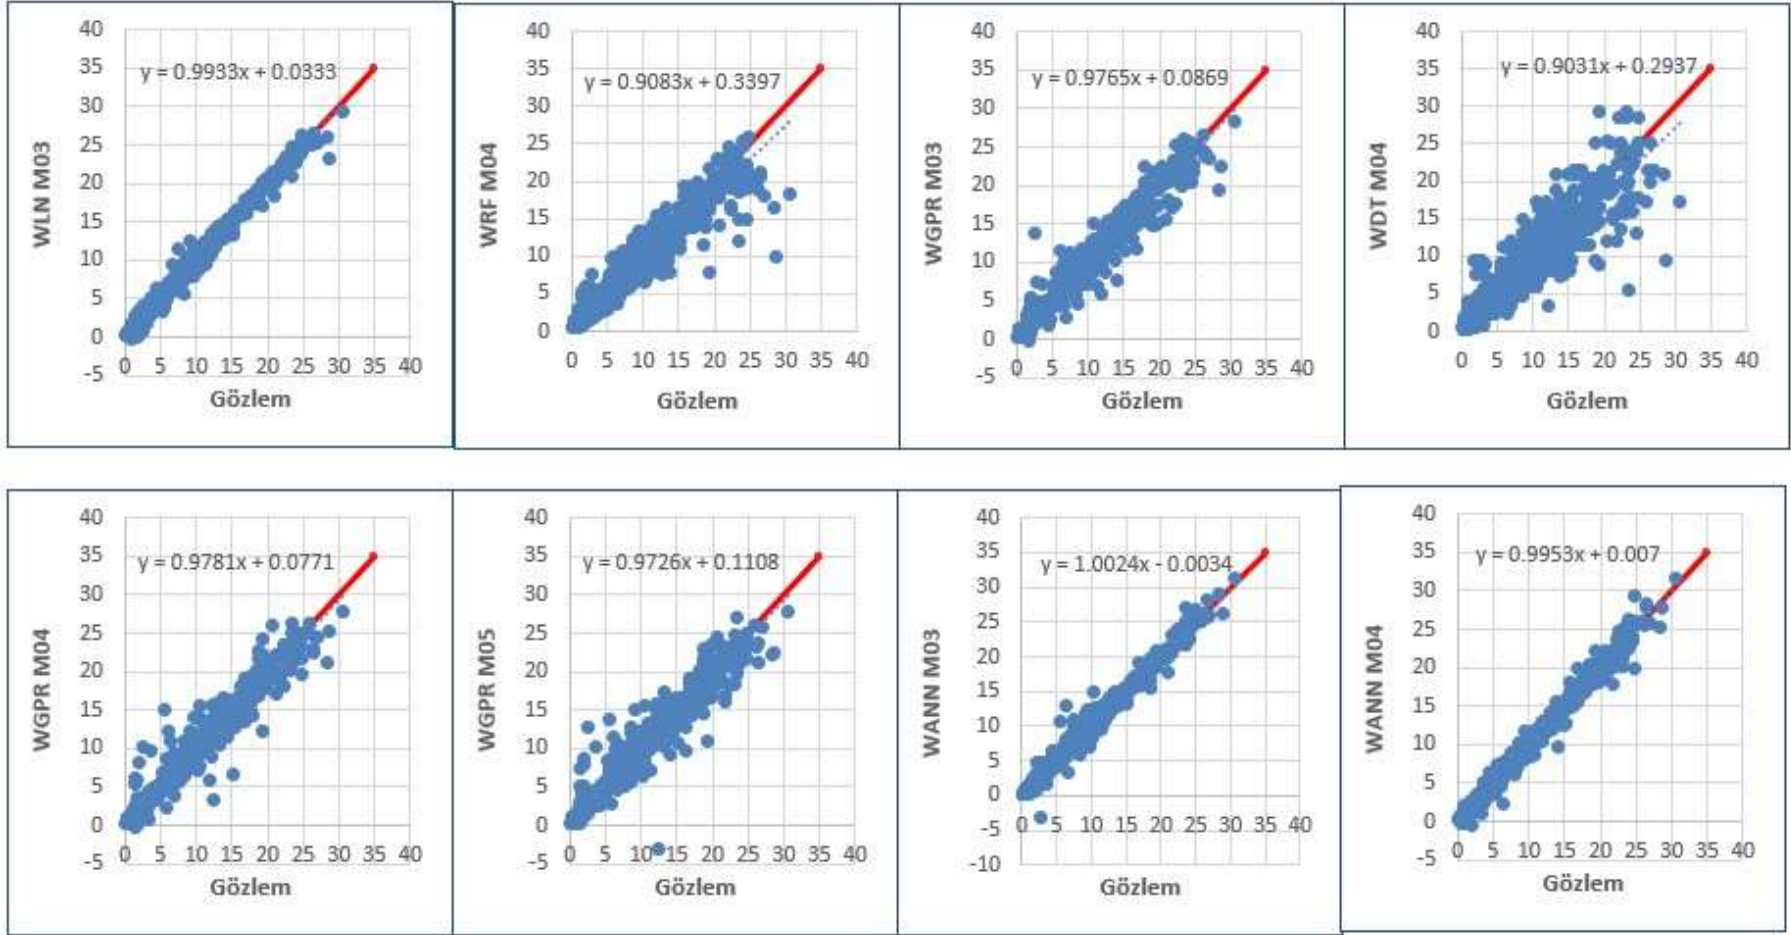 WLN M03
y = 0.9933x + 0.0333
40
35
30
25
20
15
10
5
0
-5
0 5 10 15 20 25 30 35 40
Gözlem
WRF M04
y = 0.9083x + 0.3397
40
35
30
25
20
15
10
5
0
0 5 10 15 20 25 30 35 40
Gözlem
WGPR M03
y = 0.9765x + 0.0869
40
35
30
25
20
15
10
5
0
-5
0 5 10 15 20 25 30 35 40
Gözlem
WDT M04
y = 0.9031x + 0.2937
40
35
30
25
20
15
10
5
0
0 5 10 15 20 25 30 35 40
Gözlem
WGPR M04
y = 0.9781x + 0.0771
40
35
30
25
20
15
10
5
0
-5
0 5 10 15 20 25 30 35 40
Gözlem
WGPR M05
y = 0.9726x + 0.1108
40
35
30
25
20
15
10
5
0
-5
0 5 10 15 20 25 30 35 40
Gözlem
WANN M03
y = 1.0024x - 0.0034
40
35
30
25
20
15
10
5
0
-5
-10
0 5 10 15 20 25 30 35 40
Gözlem
WANN M04
y = 0.9953x + 0.007
40
35
30
25
20
15
10
5
0
-5
0 5 10 15 20 25 30 35 40
Gözlem